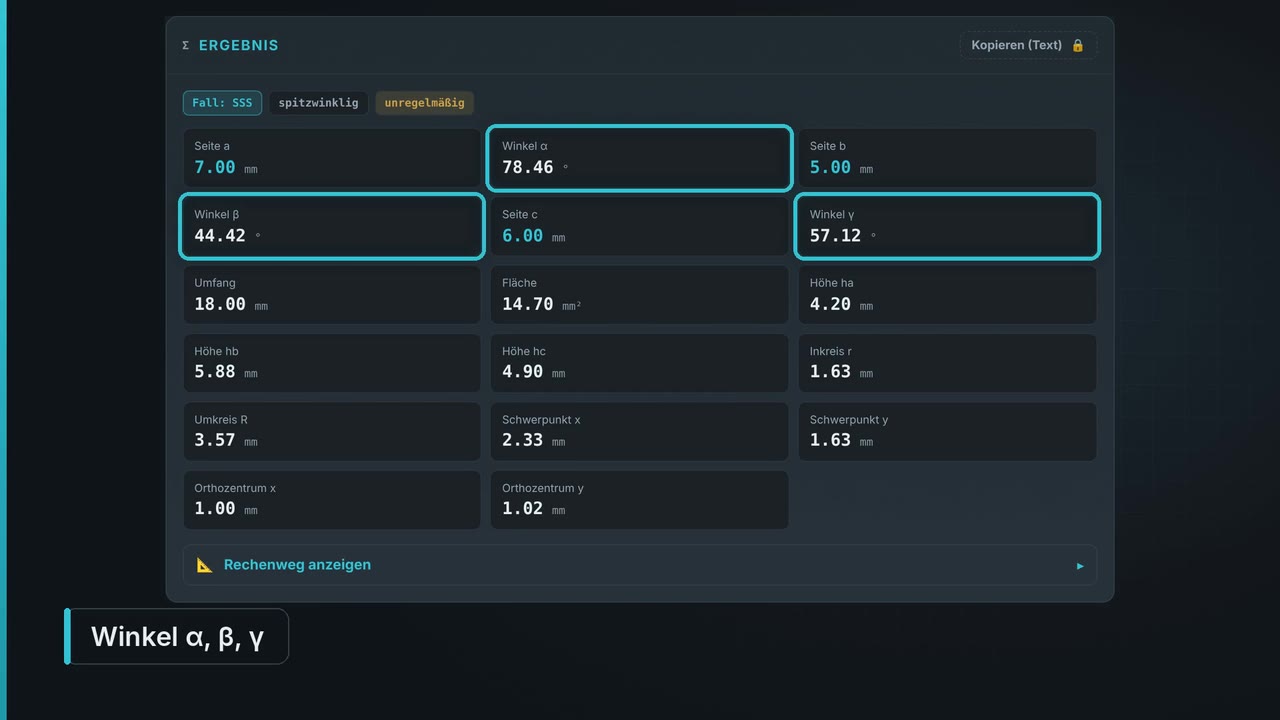 Σ ERGEBNIS
Kopieren (Text)
Fall: SSS spitzwinklig unregelmäßig
Seite a
7.00 mm
Winkel α
78.46 °
Seite b
5.00 mm
Winkel β
44.42 °
Seite c
6.00 mm
Winkel γ
57.12 °
Umfang
18.00 mm
Fläche
14.70 mm²
Höhe ha
4.20 mm
Höhe hb
5.88 mm
Höhe hc
4.90 mm
Inkreis r
1.63 mm
Umkreis R
3.57 mm
Schwerpunkt x
2.33 mm
Schwerpunkt y
1.63 mm
Orthozentrum x
1.00 mm
Orthozentrum y
1.02 mm
Rechenweg anzeigen
Winkel α, β, γ